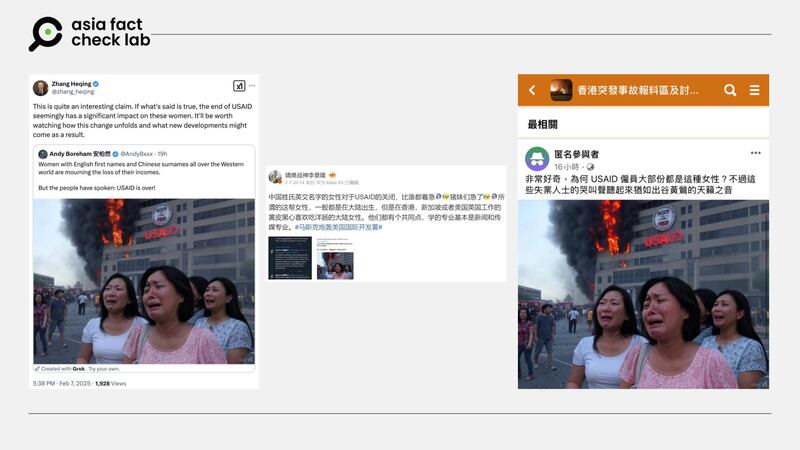 asia fact
check lab
Zhang Heqing
@zhang_heqing
This is quite an interesting claim. If what's said is true, the end of USAID
seemingly has a significant impact on these women. It'll be worth
watching how this change unfolds and what new developments might
come as a result.
Andy Boreham 安柏然 @AndyBxxx · 19h
Women with English first names and Chinese surnames all over the Western
world are mourning the loss of their incomes.
But the people have spoken: USAID is over!
USAID
Created with Grok. Try your own.
5:38 PM · Feb 7, 2025 · 1,928 Views
中国姓氏英文名字的女性对于USAID的关闭，比谁都着急 猪妹们急了 所
谓的这帮女性，一般都是在大陆出生，但是在香港，新加坡或者美国英国工作的
黄皮黑心喜欢吃洋肠的大陆女性。他们都有个共同点，学的专业基本是新闻和传
媒专业。#马斯克炮轰美国国际开发署#
香港突發事故報料區及討...
最相關
匿名參與者
16小時
非常好奇，為何 USAID 僱員大部份都是這種女性？不過這
些失業人士的哭叫聲聽起來猶如出谷黃鶯的天籟之音
USAID